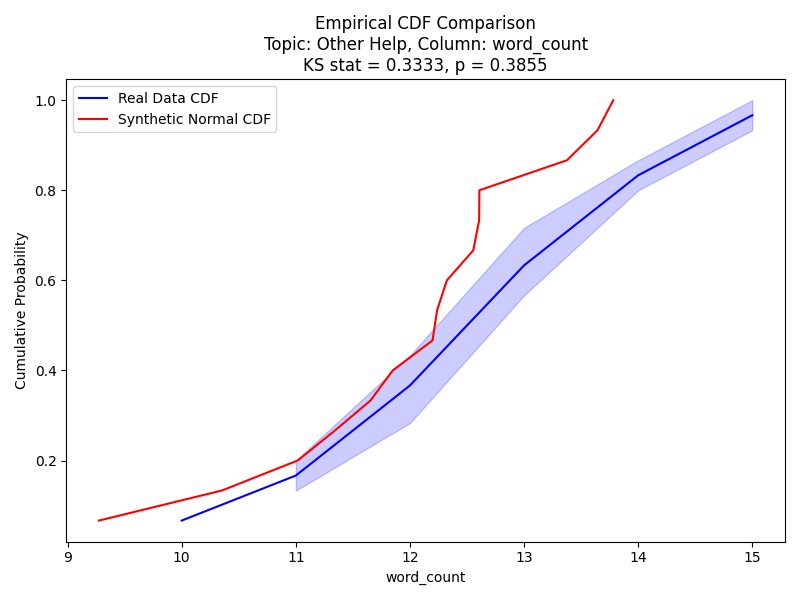 Empirical CDF Comparison
Topic: Other Help, Column: word_count
KS stat = 0.3333, p = 0.3855
Real Data CDF
Synthetic Normal CDF
Cumulative Probability
1.0
0.8
0.6
0.4
0.2
9 10 11 12 13 14 15
word_count